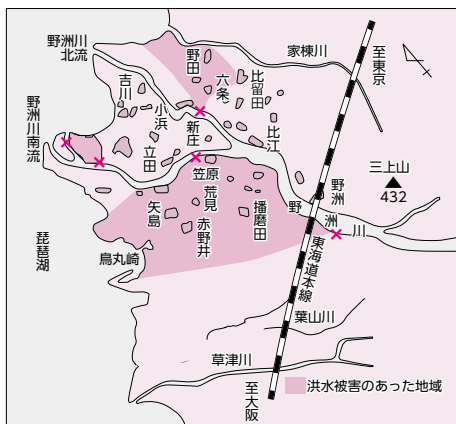 野洲川
北流
家棟川
至東京
野田
六条
比留田
吉川
小浜
新庄
比江
野洲川南流
立田
笠原
三上山
432
野洲
矢島
荒見
赤野井
播磨田
野
洲
川
琵琶湖
烏丸崎
東海道本線
葉山川
草津川
至大阪
洪水被害のあった地域